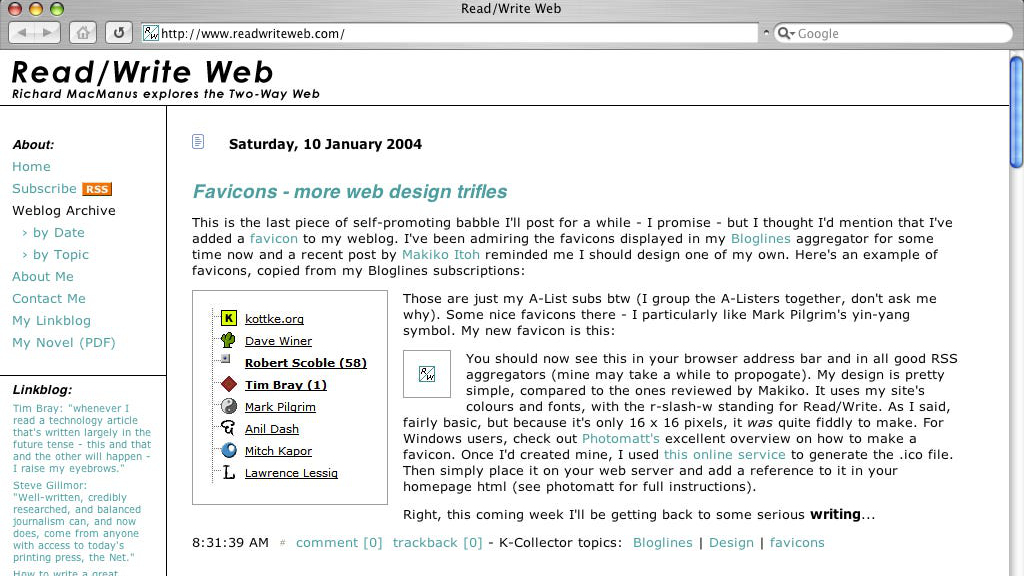 Read/Write Web
http://www.readwriteweb.com/
Google
Read/Write Web
Richard MacManus explores the Two-Way Web
About:
Home
Subscribe RSS
Weblog Archive
› by Date
› by Topic
About Me
Contact Me
My Linkblog
My Novel (PDF)
Linkblog:
Tim Bray: "whenever I
read a technology article
that's written largely in the
future tense - this and that
and the other will happen -
I raise my eyebrows."
Steve Gillmor:
"Well-written, credibly
researched, and balanced
journalism can, and now
does, come from anyone
with access to today's
printing press, the Net."
How to write a great
Saturday, 10 January 2004
Favicons - more web design trifles
This is the last piece of self-promoting babble I'll post for a while - I promise - but I thought I'd mention that I've
added a favicon to my weblog. I've been admiring the favicons displayed in my Bloglines aggregator for some
time now and a recent post by Makiko Itoh reminded me I should design one of my own. Here's an example of
favicons, copied from my Bloglines subscriptions:
K kottke.org
Dave Winer
Robert Scoble (58)
Tim Bray (1)
Mark Pilgrim
Anil Dash
Mitch Kapor
L Lawrence Lessig
Those are just my A-List subs btw (I group the A-Listers together, don't ask me
why). Some nice favicons there - I particularly like Mark Pilgrim's yin-yang
symbol. My new favicon is this:
R/W
You should now see this in your browser address bar and in all good RSS
aggregators (mine may take a while to propogate). My design is pretty
simple, compared to the ones reviewed by Makiko. It uses my site's
colours and fonts, with the r-slash-w standing for Read/Write. As I said,
fairly basic, but because it's only 16 x 16 pixels, it was quite fiddly to make. For
Windows users, check out Photomatt's excellent overview on how to make a
favicon. Once I'd created mine, I used this online service to generate the .ico file.
Then simply place it on your web server and add a reference to it in your
homepage html (see photomatt for full instructions).
Right, this coming week I'll be getting back to some serious writing...
8:31:39 AM # comment [0] trackback [0] - K-Collector topics: Bloglines | Design | favicons